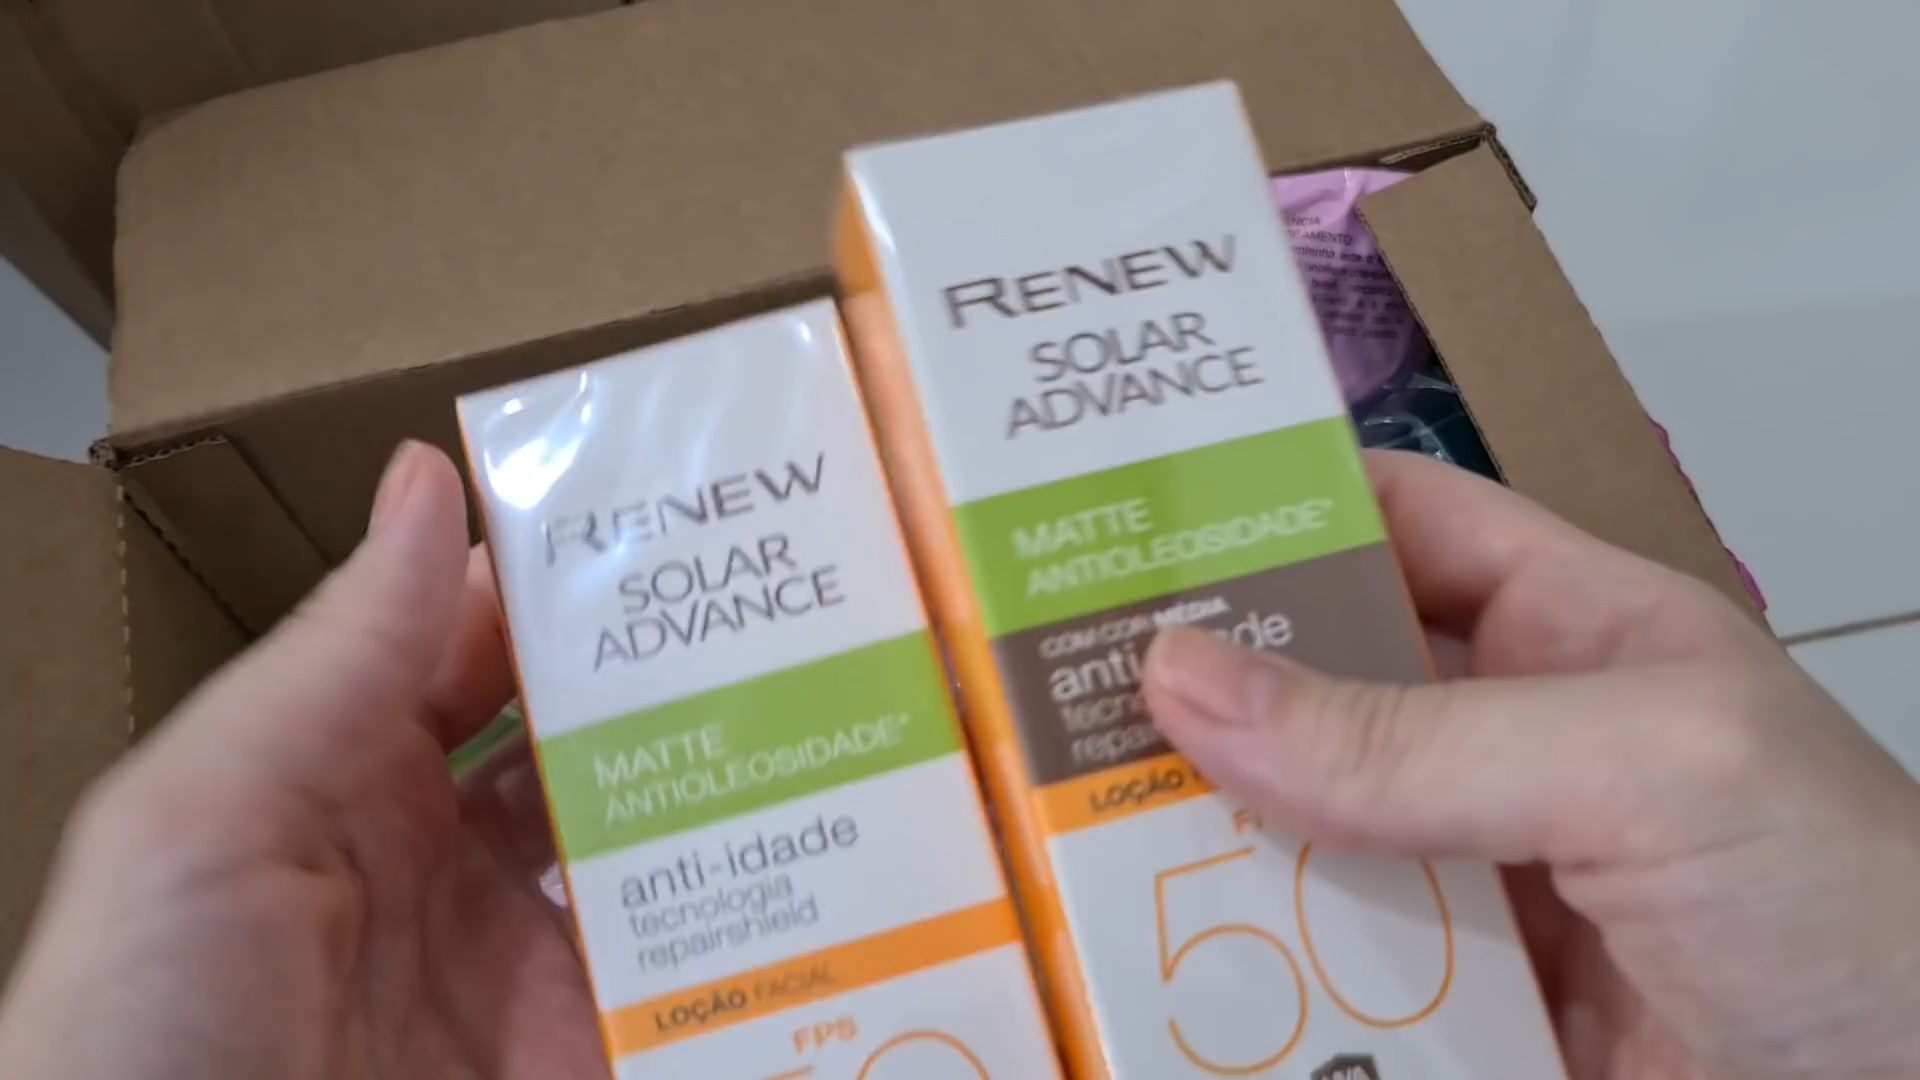 RENEW
SOLAR
ADVANCE
MATTE
ANTIOLEOSIDADE*
anti-idade
tecnologia
repairshield
LOÇÃO FACIAL
FPS
RENEW
SOLAR
ADVANCE
MATTE
ANTIOLEOSIDADE*
COM COR MÉDIA
LOÇÃO
50
UVA